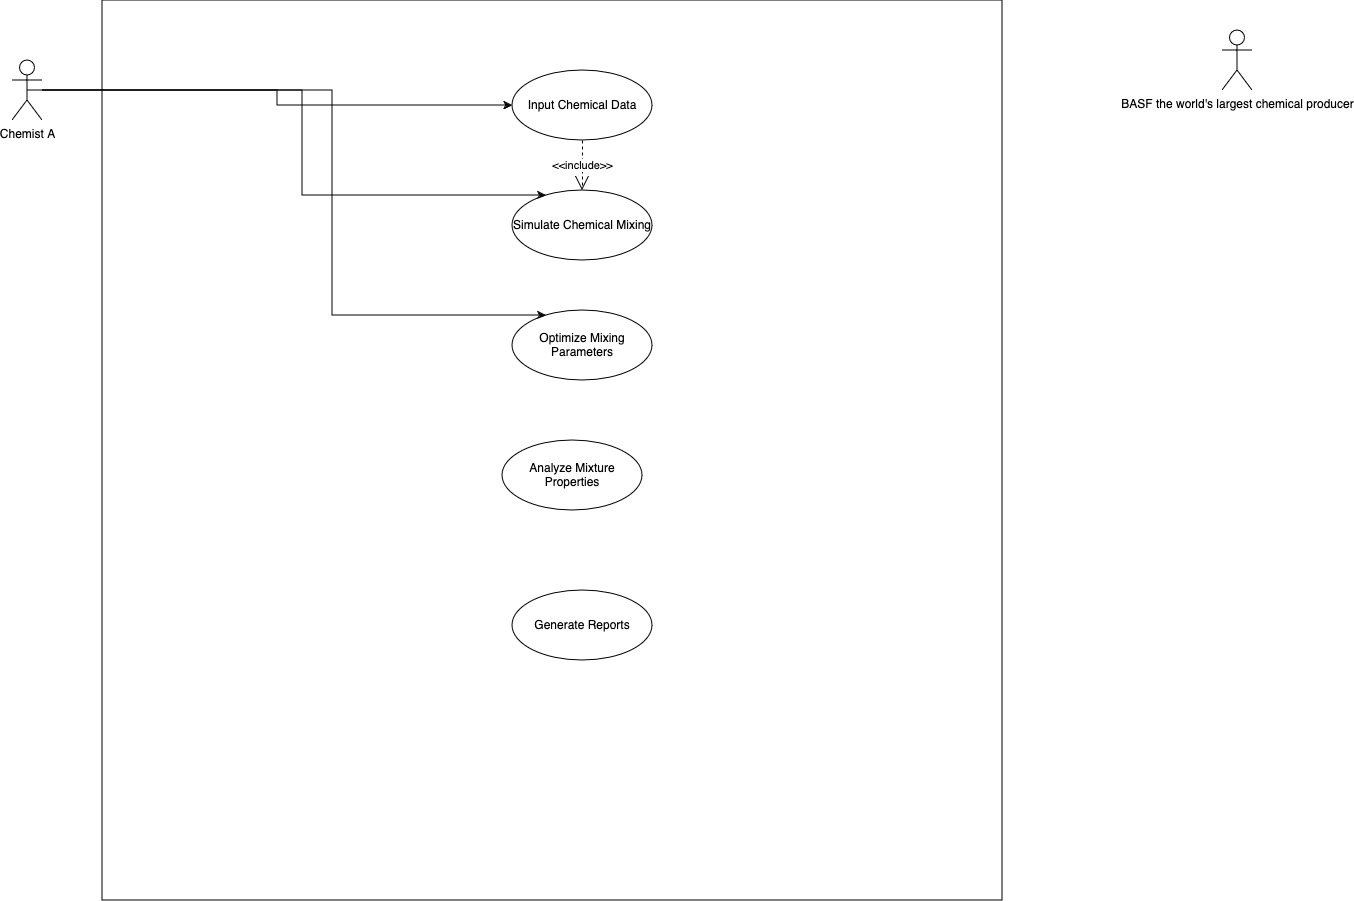 Chemist A
BASF the world's largest chemical producer
Input Chemical Data
<<include>>
Simulate Chemical Mixing
Optimize Mixing
Parameters
Analyze Mixture
Properties
Generate Reports